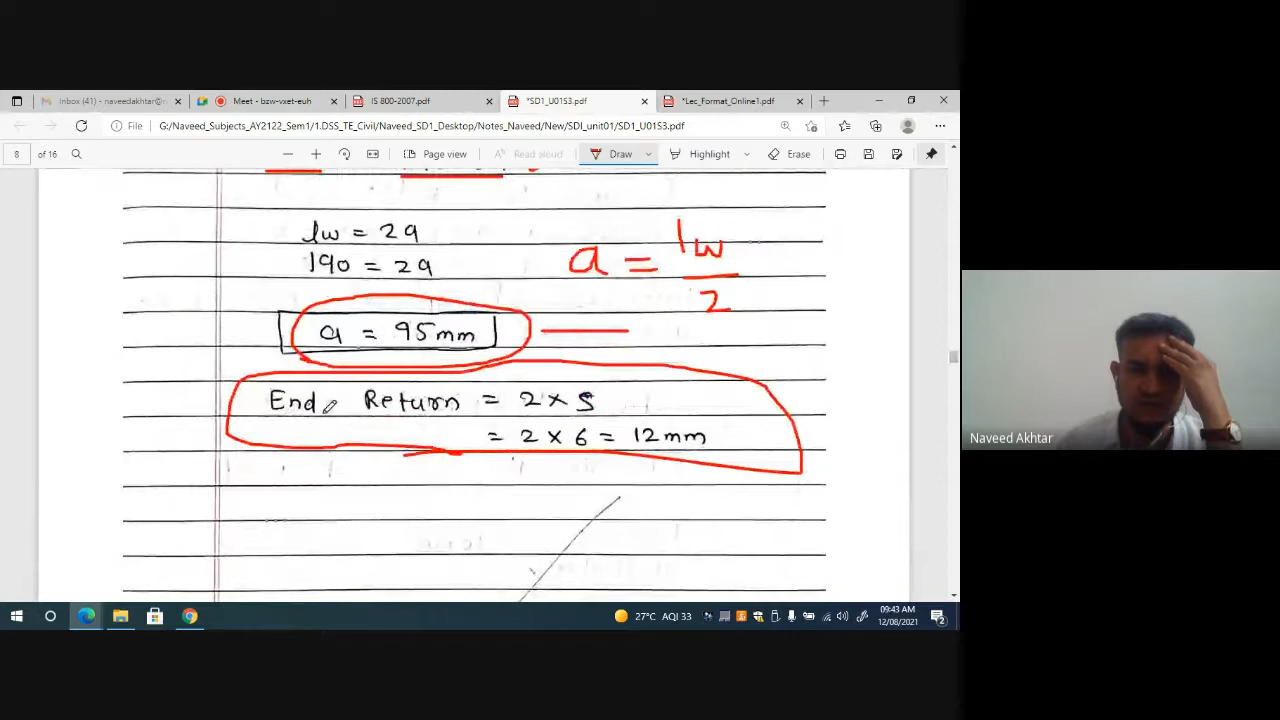 Inbox (41) - naveedakhtar@r
Meet - bzw-vxet-euh
IS 800-2007.pdf
*SD1_U01S3.pdf
*Lec_Format_Online1.pdf
File
G:/Naveed_Subjects_AY2122_Sem1/1.DSS_TE_Civil/Naveed_SD1_Desktop/Notes_Naveed/New/SDI_unit01/SD1_U01S3.pdf
8 of 16
Page view
Read aloud
Draw
Highlight
Erase
lw = 2a
190 = 2a
a = lw/2
a = 95mm
End Return = 2 × S
= 2 × 6 = 12mm
Naveed Akhtar
27°C AQI 33
09:43 AM
12/08/2021
2